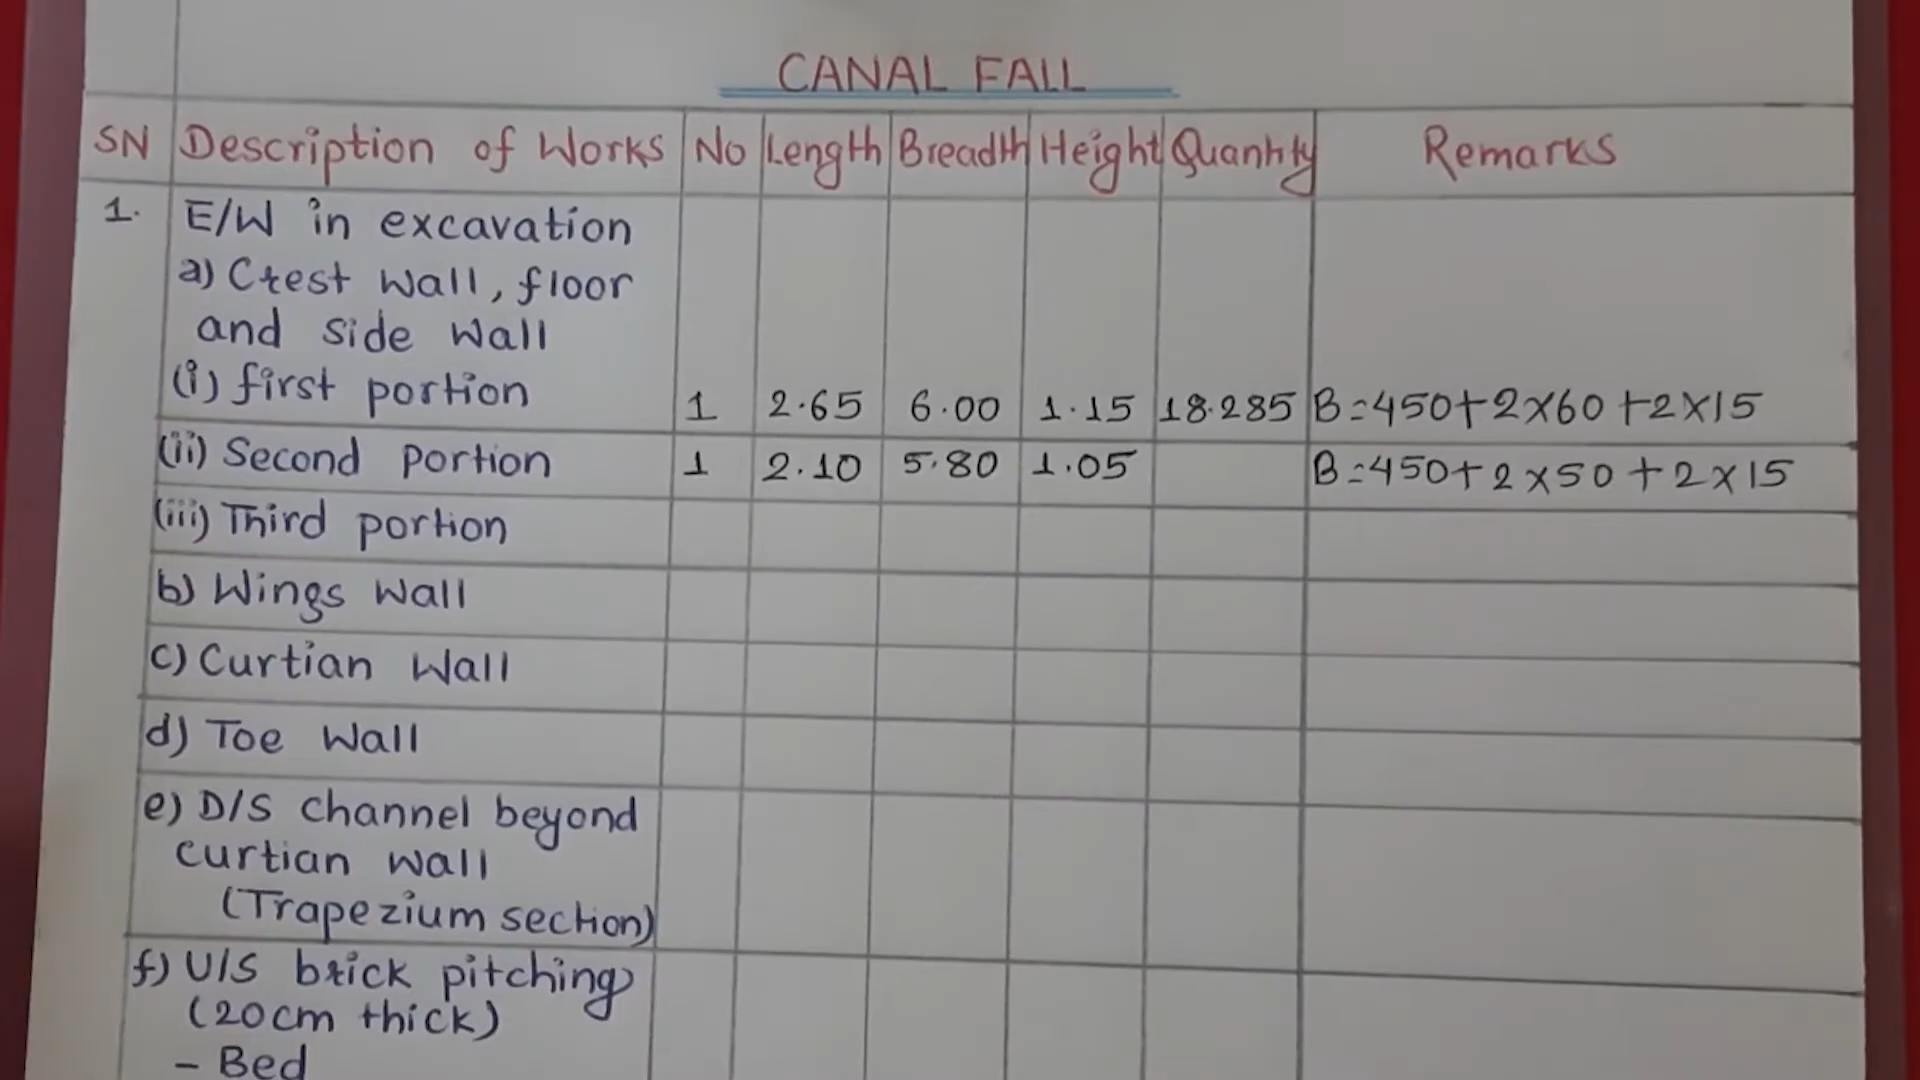 CANAL FALL
SN Description of Works No Length Breadth Height Quantity Remarks
1. E/W in excavation
a) Crest wall, floor
and side wall
(i) first portion 1 2.65 6.00 1.15 18.285 B=450+2x60+2x15
(ii) Second portion 1 2.10 5.80 1.05 B=450+2x50+2x15
(iii) Third portion
b) Wings wall
c) Curtian wall
d) Toe wall
e) D/S channel beyond
curtian wall
(Trapezium section)
f) U/S brick pitching
(20cm thick)
- Bed